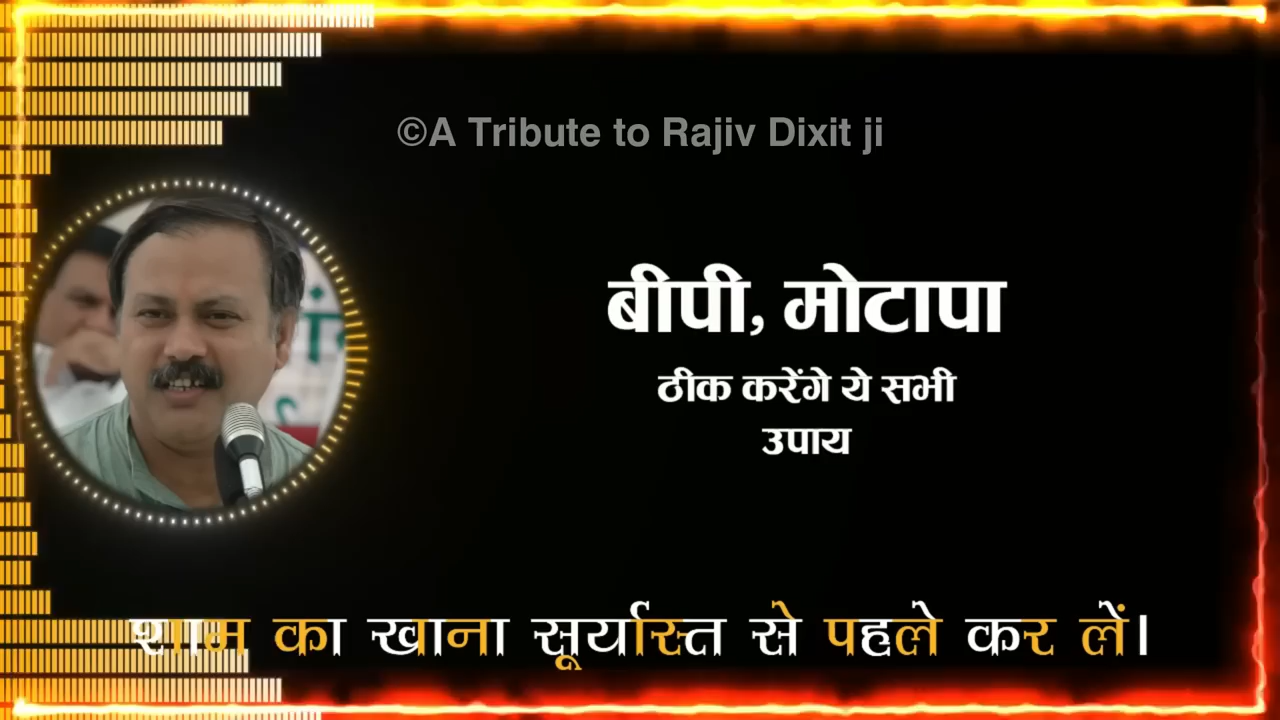 ©A Tribute to Rajiv Dixit ji
बीपी, मोटापा
ठीक करेंगे ये सभी
उपाय
शाम का खाना सूर्यास्त से पहले कर लें।